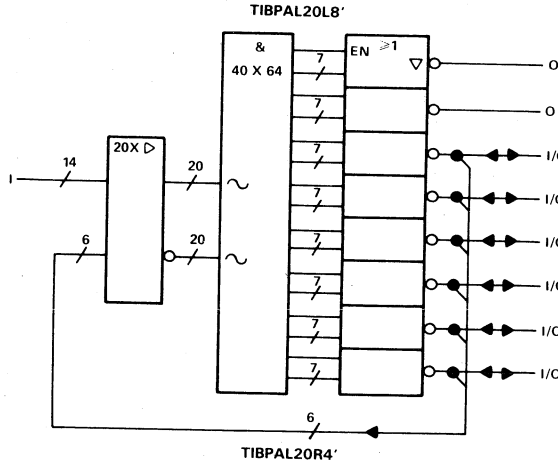 TIBPAL20L8'
&
40 X 64
EN ⩾1
▽
7
O
7
O
20X ▷
7
I/O
I
14
20
7
I/O
6
20
7
I/O
7
I/O
7
I/O
7
I/O
6
TIBPAL20R4'